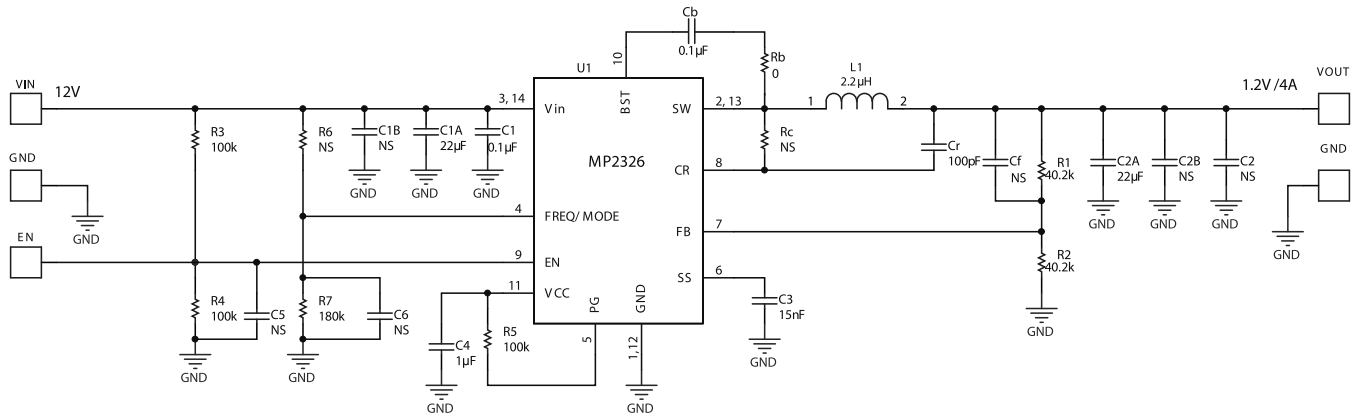 Cb
0.1µF
10
Rb
0
U1
L1
2.2µH
VIN
12V
3, 14
Vin
BST
SW
2, 13
1
2
1.2V /4A
VOUT
R3
100k
R6
NS
C1B
NS
C1A
22µF
C1
0.1µF
MP2326
Rc
NS
Cr
100pF
Cf
NS
R1
40.2k
C2A
22µF
C2B
NS
C2
NS
GND
GND
CR
8
GND
GND
GND
GND
GND
GND
GND
4
FREQ/ MODE
FB
7
EN
9
EN
R2
40.2k
GND
SS
6
11
VCC
PG
GND
C3
15nF
R4
100k
C5
NS
R7
180k
C6
NS
GND
C4
1µF
R5
100k
5
1,12
GND
GND
GND
GND
GND